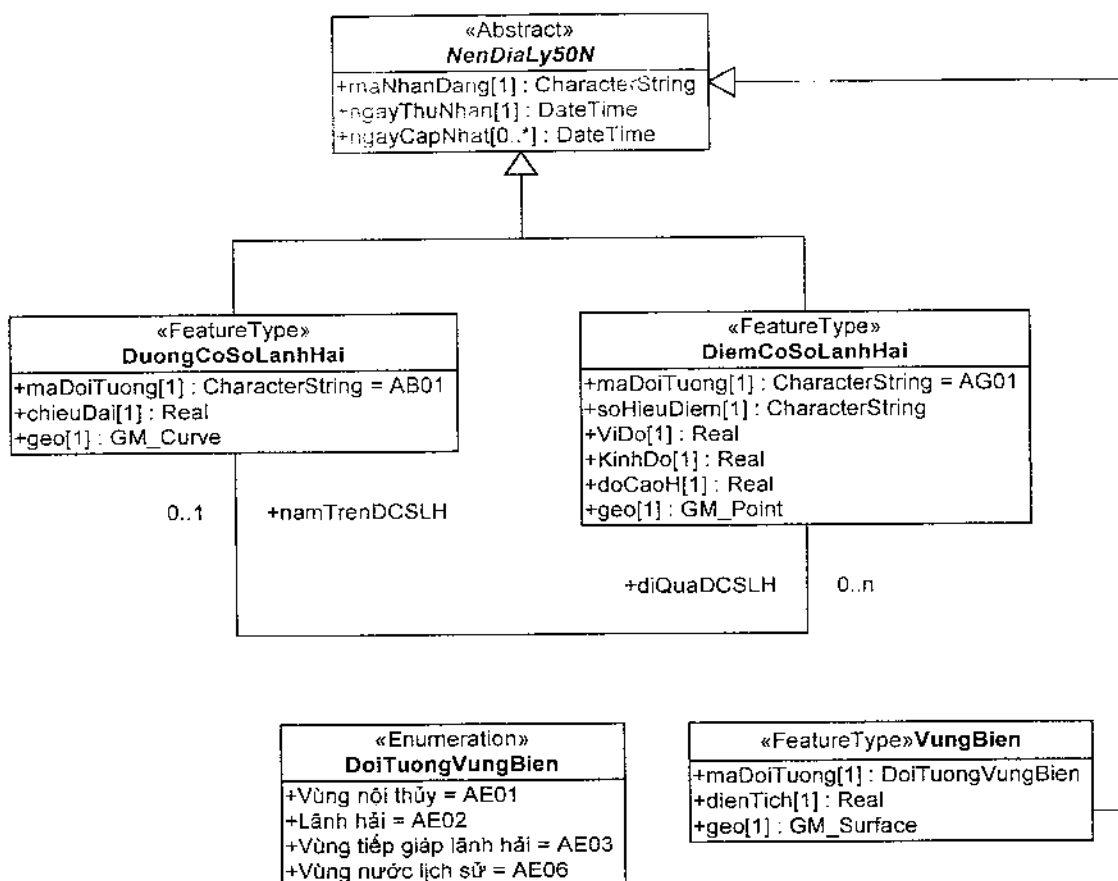 «Abstract»
NenDiaLy50N
+maNhanDang[1] : CharacterString
+ngayThuNhan[1] : DateTime
+ngayCapNhat[0..*] : DateTime
«FeatureType»
DuongCoSoLanhHai
+maDoiTuong[1] : CharacterString = AB01
+chieuDai[1] : Real
+geo[1] : GM_Curve
«FeatureType»
DiemCoSoLanhHai
+maDoiTuong[1] : CharacterString = AG01
+soHieuDiem[1] : CharacterString
+ViDo[1] : Real
+KinhDo[1] : Real
+doCaoH[1] : Real
+geo[1] : GM_Point
0..1
+namTrenDCSLH
+diQuaDCSLH
0..n
«Enumeration»
DoiTuongVungBien
+Vùng nội thủy = AE01
+Lãnh hải = AE02
+Vùng tiếp giáp lãnh hải = AE03
+Vùng nước lịch sử = AE06
«FeatureType»VungBien
+maDoiTuong[1] : DoiTuongVungBien
+dienTich[1] : Real
+geo[1] : GM_Surface